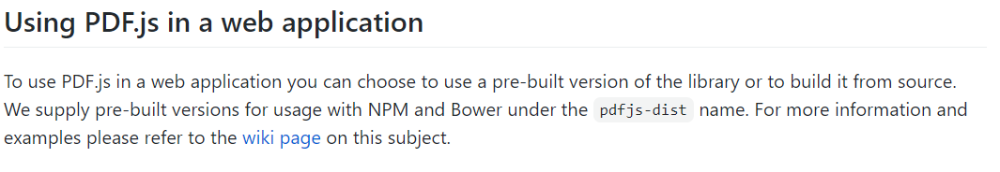 Using PDF.js in a web application
To use PDF.js in a web application you can choose to use a pre-built version of the library or to build it from source.
We supply pre-built versions for usage with NPM and Bower under the pdfjs-dist name. For more information and
examples please refer to the wiki page on this subject.